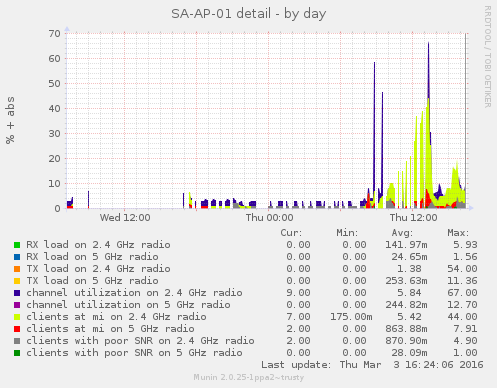 SA-AP-01 detail - by day
RRDTOOL / TOBI OETIKER
% + abs
70
60
50
40
30
20
10
0
Wed 12:00 Thu 00:00 Thu 12:00
Cur: Min: Avg: Max:
RX load on 2.4 GHz radio 0.00 0.00 141.97m 5.93
RX load on 5 GHz radio 0.00 0.00 24.65m 1.56
TX load on 2.4 GHz radio 0.00 0.00 1.38 54.00
TX load on 5 GHz radio 0.00 0.00 253.63m 11.36
channel utilization on 2.4 GHz radio 9.00 0.00 5.84 67.00
channel utilization on 5 GHz radio 0.00 0.00 244.82m 12.70
clients at mi on 2.4 GHz radio 7.00 175.00m 5.42 44.00
clients at mi on 5 GHz radio 2.00 0.00 863.88m 7.91
clients with poor SNR on 2.4 GHz radio 2.00 0.00 870.90m 4.90
clients with poor SNR on 5 GHz radio 0.00 0.00 28.09m 1.00
Last update: Thu Mar 3 16:24:06 2016
Munin 2.0.25-1ppa2~trusty